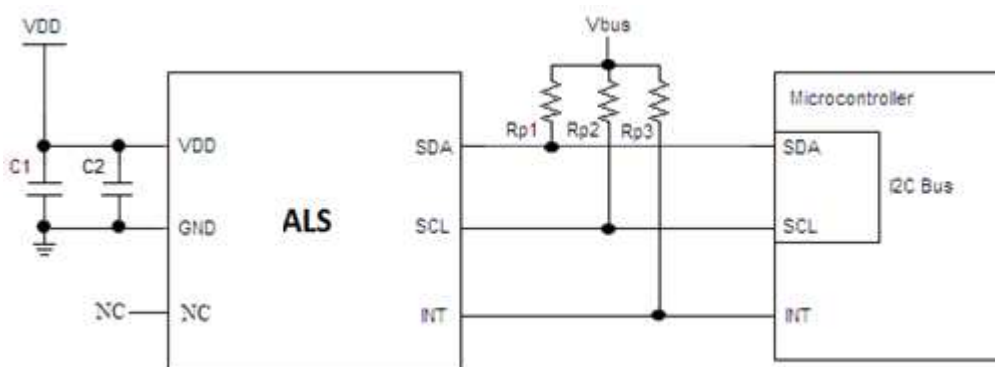 VDD
Vbus
Microcontroller
Rp1
Rp2
Rp3
C1
C2
VDD
SDA
SDA
I2C Bus
GND
ALS
SCL
SCL
NC
NC
INT
INT